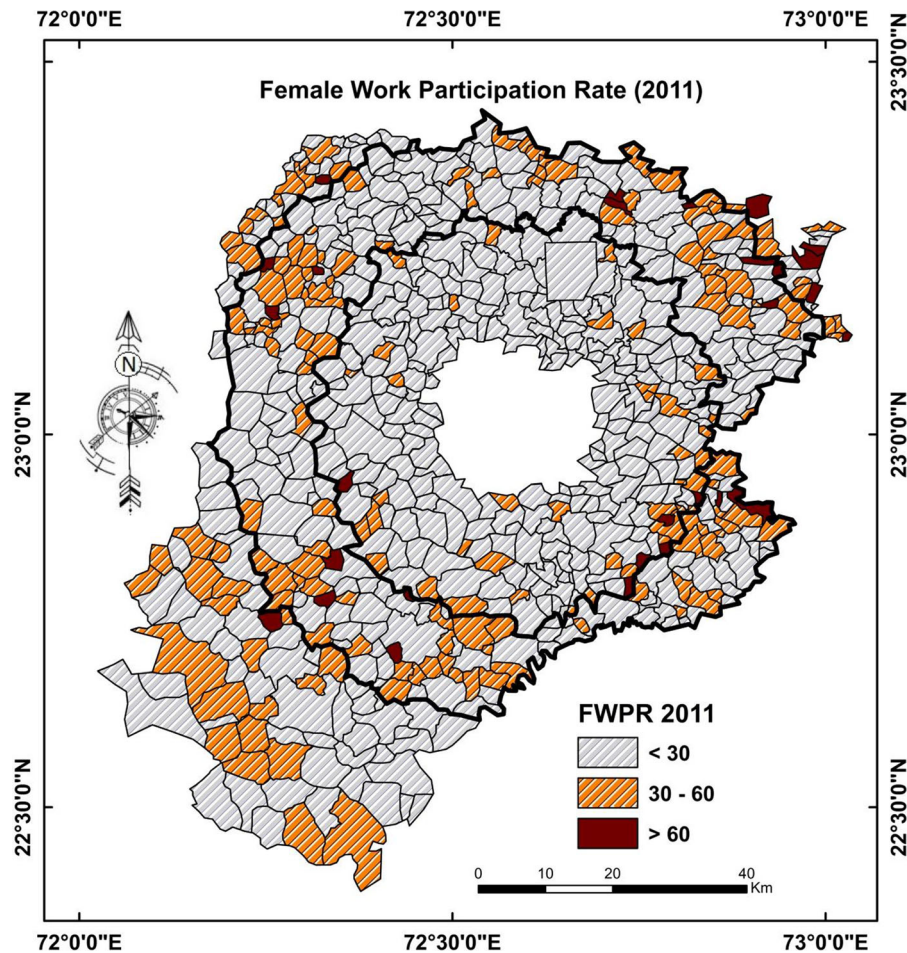 72°0'0"E 72°30'0"E 73°0'0"E
23°30'0"N
Female Work Participation Rate (2011)
N
23°0'0"N 23°0'0"N
FWPR 2011
< 30
30 - 60
> 60
22°30'0"N 22°30'0"N
0 10 20 40
Km
72°0'0"E 72°30'0"E 73°0'0"E